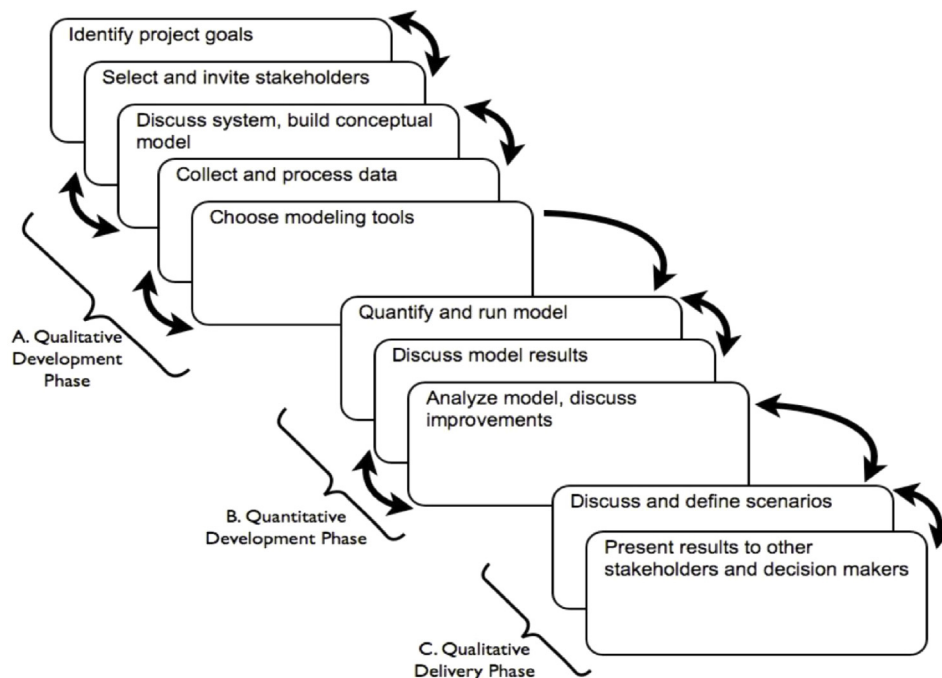 Identify project goals
Select and invite stakeholders
Discuss system, build conceptual
model
Collect and process data
Choose modeling tools
A. Qualitative
Development
Phase
Quantify and run model
Discuss model results
Analyze model, discuss
improvements
B. Quantitative
Development Phase
Discuss and define scenarios
Present results to other
stakeholders and decision makers
C. Qualitative
Delivery Phase